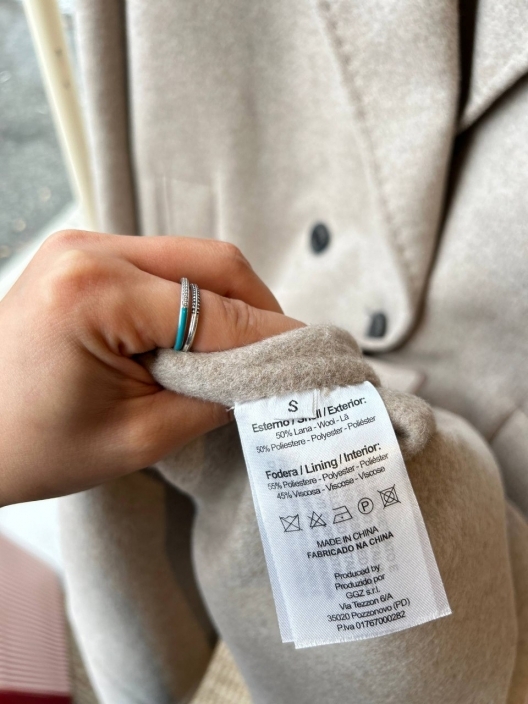 S
Esterno / Shell / Exterior:
50% Lana - Wool - Lã
50% Poliestere - Polyester - Poliéster
Fodera / Lining / Interior:
55% Poliestere - Polyester - Poliéster
45% Viscosa - Viscose - Viscose
P
MADE IN CHINA
FABRICADO NA CHINA
Produced by
Produzido por
GGZ s.r.l.
Via Tezzon 6/A
35020 Pozzonovo (PD)
P.Iva 01767000282